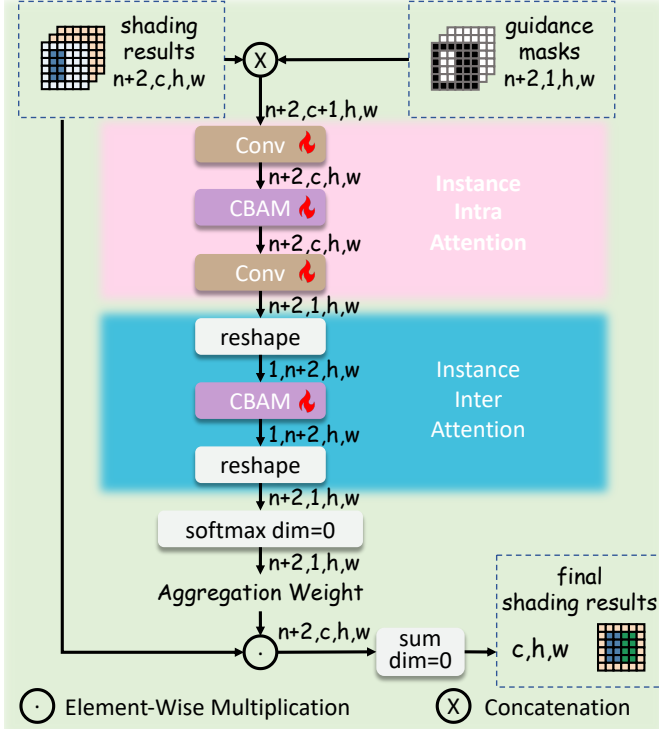 shading
results
n+2,c,h,w
X
guidance
masks
n+2,1,h,w
n+2,c+1,h,w
Conv
n+2,c,h,w
CBAM
n+2,c,h,w
Conv
Instance
Intra
Attention
n+2,1,h,w
reshape
1,n+2,h,w
CBAM
1,n+2,h,w
reshape
Instance
Inter
Attention
n+2,1,h,w
softmax dim=0
n+2,1,h,w
Aggregation Weight
n+2,c,h,w
sum
dim=0
final
shading results
c,h,w
Element-Wise Multiplication
X Concatenation